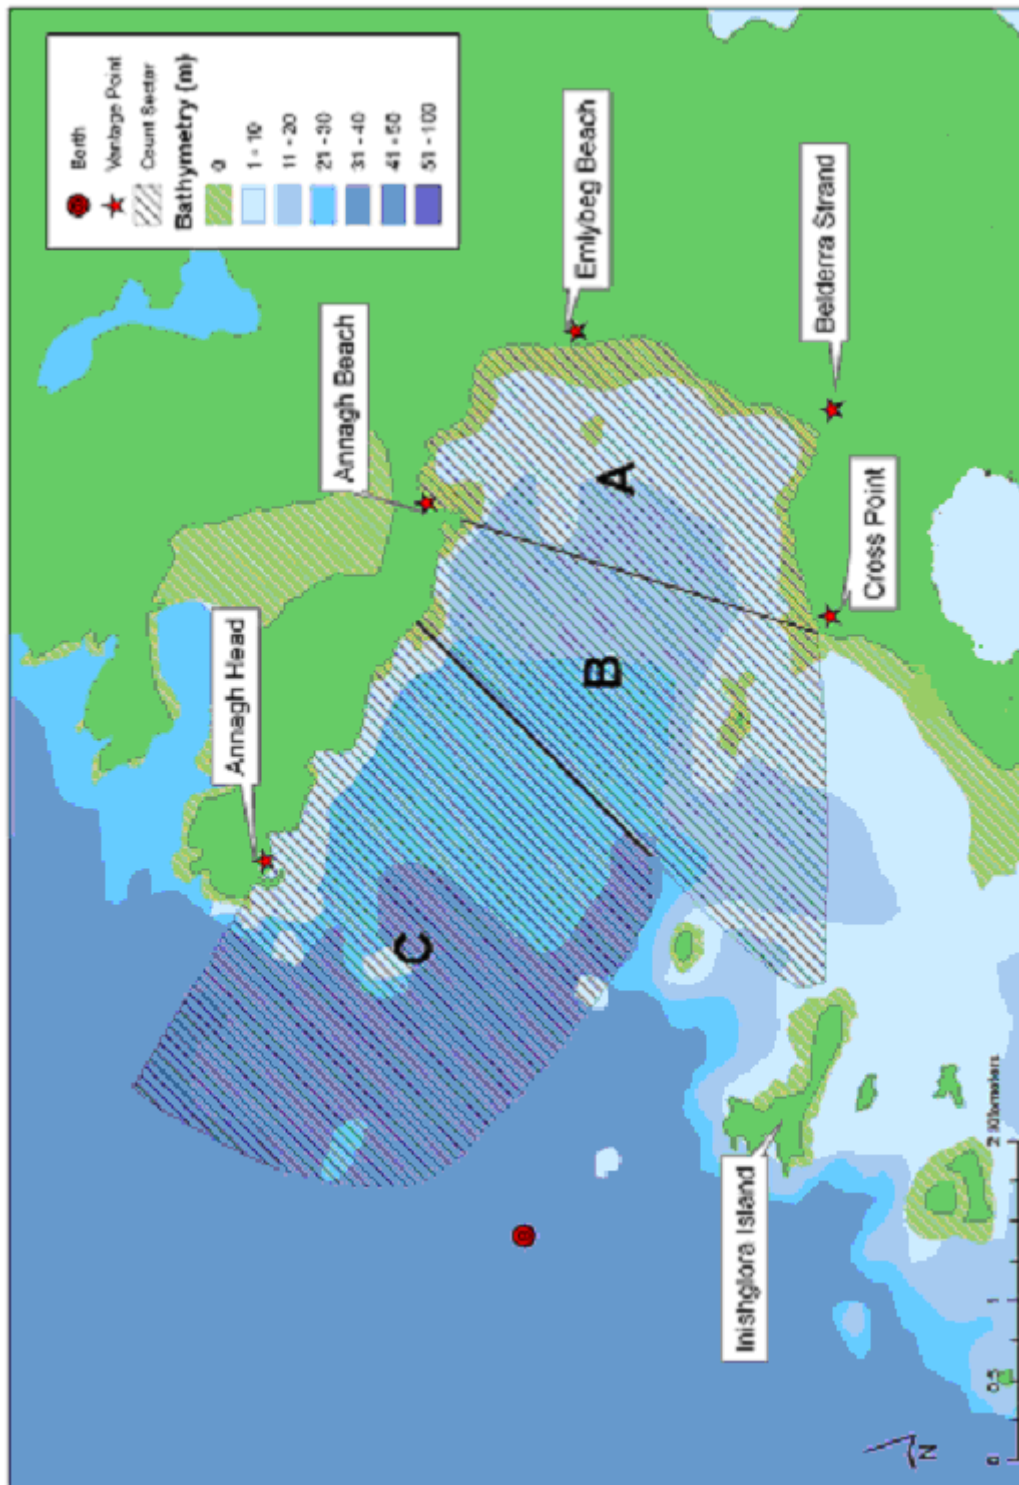 Berth
Vantage Point
Count Sector
Bathymetry (m)
0
1 - 10
11 - 20
21 - 30
31 - 40
41 - 50
51 - 100
Annagh Head
Annagh Beach
Emlybeg Beach
Belderra Strand
Cross Point
Inishglora Island
A
B
C
N
0
0.5
1
2 Kilometers